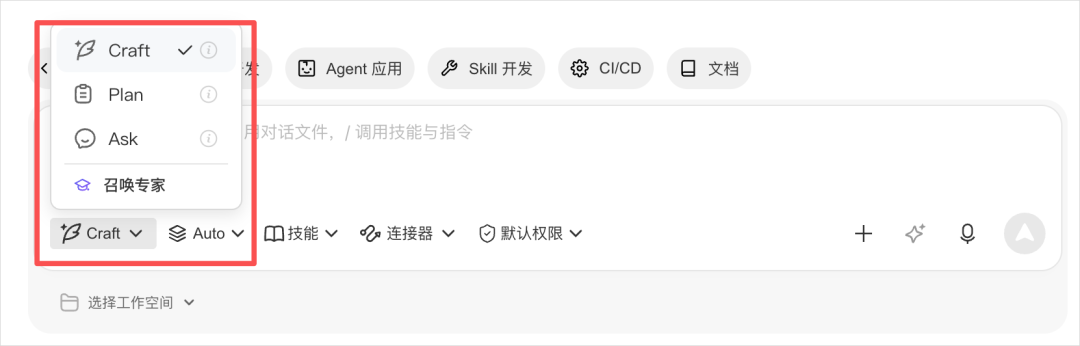 Craft
Plan
Ask
召唤专家
发
Agent 应用
Skill 开发
CI/CD
文档
用对话文件，/ 调用技能与指令
Craft
Auto
技能
连接器
默认权限
选择工作空间